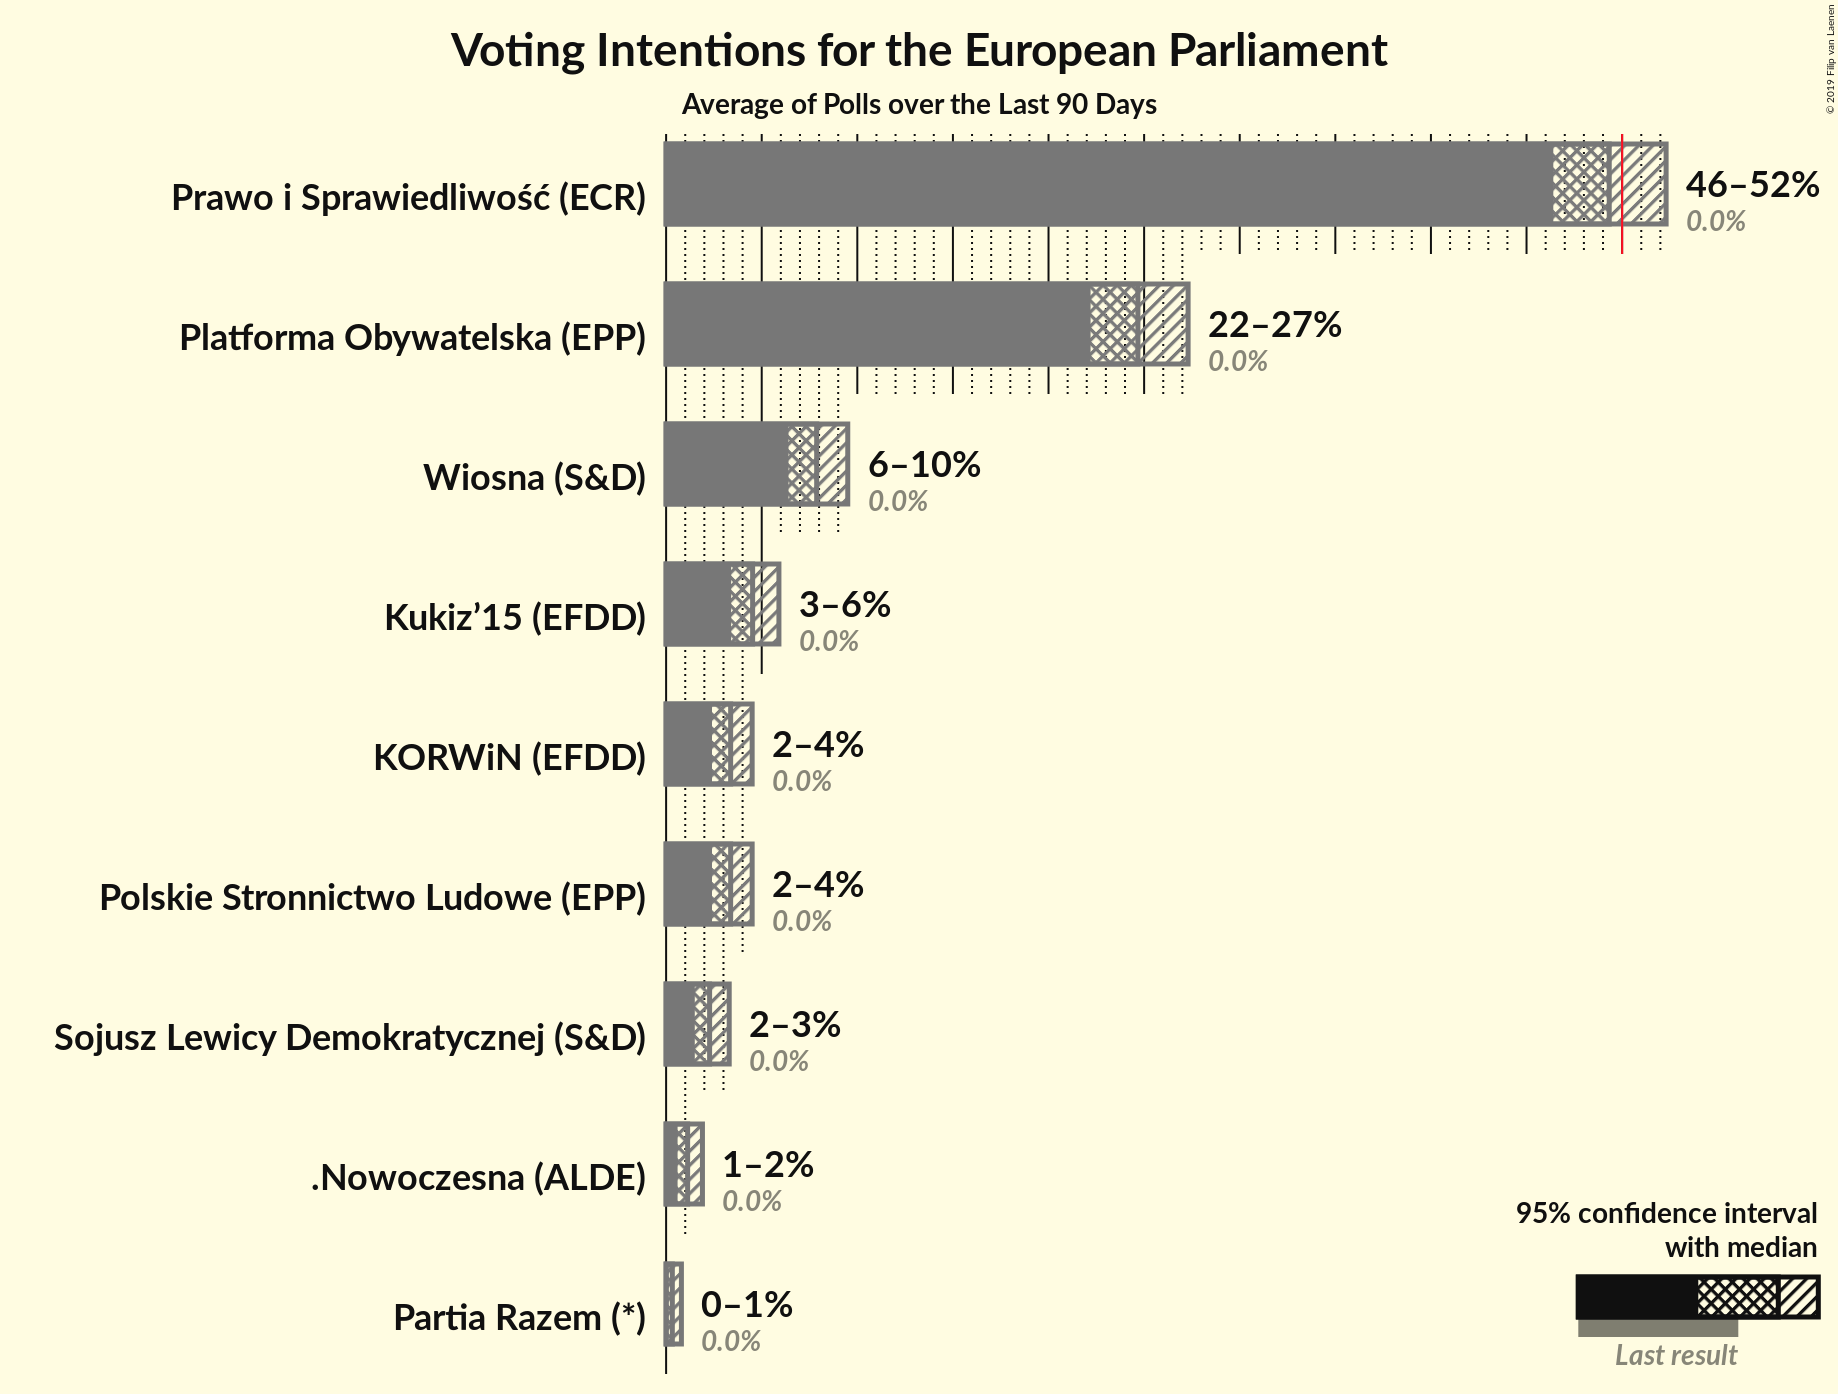 Voting Intentions for the European Parliament
Average of Polls over the Last 90 Days
© 2019 Filip van Laenen
Prawo i Sprawiedliwość (ECR)
46–52%
0.0%
Platforma Obywatelska (EPP)
22–27%
0.0%
Wiosna (S&D)
6–10%
0.0%
Kukiz’15 (EFDD)
3–6%
0.0%
KORWiN (EFDD)
2–4%
0.0%
Polskie Stronnictwo Ludowe (EPP)
2–4%
0.0%
Sojusz Lewicy Demokratycznej (S&D)
2–3%
0.0%
.Nowoczesna (ALDE)
1–2%
0.0%
Partia Razem (*)
0–1%
0.0%
95% confidence interval
with median
Last result